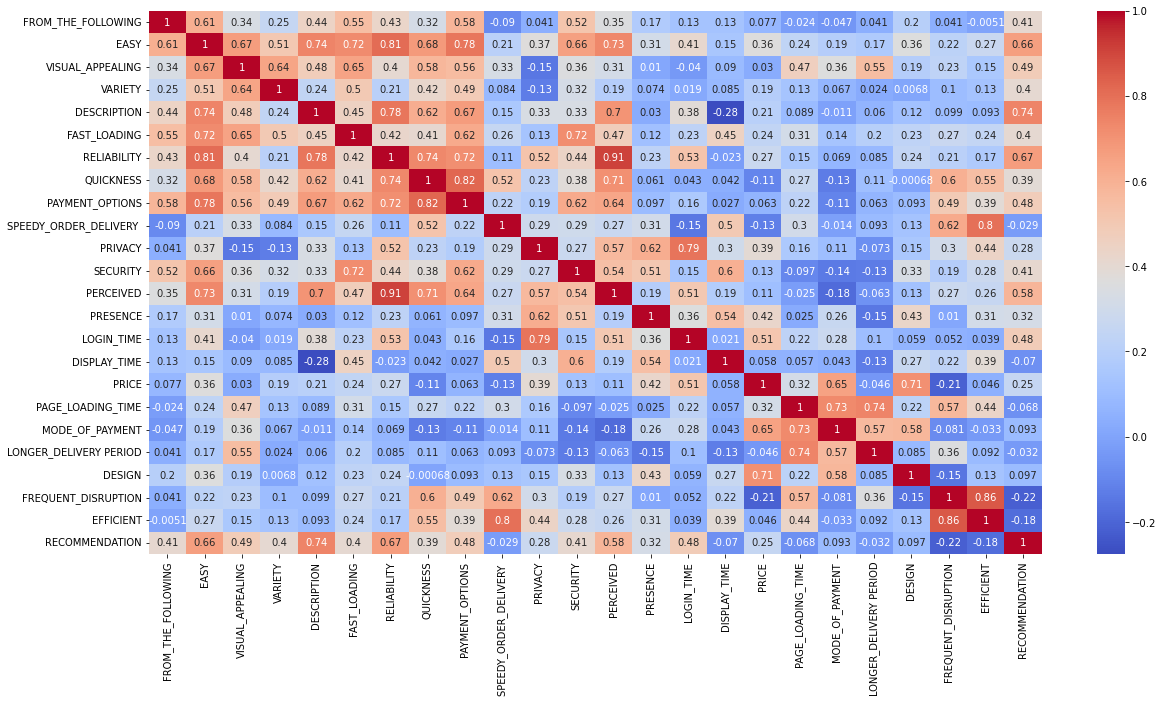 FROM_THE_FOLLOWING 1 0.61 0.34 0.25 0.44 0.55 0.43 0.32 0.58 -0.09 0.041 0.52 0.35 0.17 0.13 0.13 0.077 -0.024 -0.047 0.041 0.2 0.041 -0.0051 0.41
EASY 0.61 1 0.67 0.51 0.74 0.72 0.81 0.68 0.78 0.21 0.37 0.66 0.73 0.31 0.41 0.15 0.36 0.24 0.19 0.17 0.36 0.22 0.27 0.66
VISUAL_APPEALING 0.34 0.67 1 0.64 0.48 0.65 0.4 0.58 0.56 0.33 -0.15 0.36 0.31 0.01 -0.04 0.09 0.03 0.47 0.36 0.55 0.19 0.23 0.15 0.49
VARIETY 0.25 0.51 0.64 1 0.24 0.5 0.21 0.42 0.49 0.084 -0.13 0.32 0.19 0.074 0.019 0.085 0.19 0.13 0.067 0.024 0.0068 0.1 0.13 0.4
DESCRIPTION 0.44 0.74 0.48 0.24 1 0.45 0.78 0.62 0.67 0.15 0.33 0.33 0.7 0.03 0.38 -0.28 0.21 0.089 -0.011 0.06 0.12 0.099 0.093 0.74
FAST_LOADING 0.55 0.72 0.65 0.5 0.45 1 0.42 0.41 0.62 0.26 0.13 0.72 0.47 0.12 0.23 0.45 0.24 0.31 0.14 0.2 0.23 0.27 0.24 0.4
RELIABILITY 0.43 0.81 0.4 0.21 0.78 0.42 1 0.74 0.72 0.11 0.52 0.44 0.91 0.23 0.53 -0.023 0.27 0.15 0.069 0.085 0.24 0.21 0.17 0.67
QUICKNESS 0.32 0.68 0.58 0.42 0.62 0.41 0.74 1 0.82 0.52 0.23 0.38 0.71 0.061 0.043 0.042 -0.11 0.27 -0.13 0.11 -0.00068 0.6 0.55 0.39
PAYMENT_OPTIONS 0.58 0.78 0.56 0.49 0.67 0.62 0.72 0.82 1 0.22 0.19 0.62 0.64 0.097 0.16 0.027 0.063 0.22 -0.11 0.063 0.093 0.49 0.39 0.48
SPEEDY_ORDER_DELIVERY -0.09 0.21 0.33 0.084 0.15 0.26 0.11 0.52 0.22 1 0.29 0.29 0.27 0.31 -0.15 0.5 -0.13 0.3 -0.014 0.093 0.13 0.62 0.8 -0.029
PRIVACY 0.041 0.37 -0.15 -0.13 0.33 0.13 0.52 0.23 0.19 0.29 1 0.27 0.57 0.62 0.79 0.3 0.39 0.16 0.11 -0.073 0.15 0.3 0.44 0.28
SECURITY 0.52 0.66 0.36 0.32 0.33 0.72 0.44 0.38 0.62 0.29 0.27 1 0.54 0.51 0.15 0.6 0.13 -0.097 -0.14 -0.13 0.33 0.19 0.28 0.41
PERCEIVED 0.35 0.73 0.31 0.19 0.7 0.47 0.91 0.71 0.64 0.27 0.57 0.54 1 0.19 0.51 0.19 0.11 -0.025 -0.18 -0.063 0.13 0.27 0.26 0.58
PRESENCE 0.17 0.31 0.01 0.074 0.03 0.12 0.23 0.061 0.097 0.31 0.62 0.51 0.19 1 0.36 0.54 0.42 0.025 0.26 -0.15 0.43 0.01 0.31 0.32
LOGIN_TIME 0.13 0.41 -0.04 0.019 0.38 0.23 0.53 0.043 0.16 -0.15 0.79 0.15 0.51 0.36 1 0.021 0.51 0.22 0.28 0.1 0.059 0.052 0.039 0.48
DISPLAY_TIME 0.13 0.15 0.09 0.085 -0.28 0.45 -0.023 0.042 0.027 0.5 0.3 0.6 0.19 0.54 0.021 1 0.058 0.057 0.043 -0.13 0.27 0.22 0.39 -0.07
PRICE 0.077 0.36 0.03 0.19 0.21 0.24 0.27 -0.11 0.063 -0.13 0.39 0.13 0.11 0.42 0.51 0.058 1 0.32 0.65 -0.046 0.71 -0.21 0.046 0.25
PAGE_LOADING_TIME -0.024 0.24 0.47 0.13 0.089 0.31 0.15 0.27 0.22 0.3 0.16 -0.097 -0.025 0.025 0.22 0.057 0.32 1 0.73 0.74 0.22 0.57 0.44 -0.068
MODE_OF_PAYMENT -0.047 0.19 0.36 0.067 -0.011 0.14 0.069 -0.13 -0.11 -0.014 0.11 -0.14 -0.18 0.26 0.28 0.043 0.65 0.73 1 0.57 0.58 -0.081 -0.033 0.093
LONGER_DELIVERY PERIOD 0.041 0.17 0.55 0.024 0.06 0.2 0.085 0.11 0.063 0.093 -0.073 -0.13 -0.063 -0.15 0.1 -0.13 -0.046 0.74 0.57 1 0.085 0.36 0.092 -0.032
DESIGN 0.2 0.36 0.19 0.0068 0.12 0.23 0.24 -0.00068 0.093 0.13 0.15 0.33 0.13 0.43 0.059 0.27 0.71 0.22 0.58 0.085 1 -0.15 0.13 0.097
FREQUENT_DISRUPTION 0.041 0.22 0.23 0.1 0.099 0.27 0.21 0.6 0.49 0.62 0.3 0.19 0.27 0.01 0.052 0.22 -0.21 0.57 -0.081 0.36 -0.15 1 0.86 -0.22
EFFICIENT -0.0051 0.27 0.15 0.13 0.093 0.24 0.17 0.55 0.39 0.8 0.44 0.28 0.26 0.31 0.039 0.39 0.046 0.44 -0.033 0.092 0.13 0.86 1 -0.18
RECOMMENDATION 0.41 0.66 0.49 0.4 0.74 0.4 0.67 0.39 0.48 -0.029 0.28 0.41 0.58 0.32 0.48 -0.07 0.25 -0.068 0.093 -0.032 0.097 -0.22 -0.18 1
FROM_THE_FOLLOWING
EASY
VISUAL_APPEALING
VARIETY
DESCRIPTION
FAST_LOADING
RELIABILITY
QUICKNESS
PAYMENT_OPTIONS
SPEEDY_ORDER_DELIVERY
PRIVACY
SECURITY
PERCEIVED
PRESENCE
LOGIN_TIME
DISPLAY_TIME
PRICE
PAGE_LOADING_TIME
MODE_OF_PAYMENT
LONGER_DELIVERY PERIOD
DESIGN
FREQUENT_DISRUPTION
EFFICIENT
RECOMMENDATION
1.0
0.8
0.6
0.4
0.2
0.0
-0.2